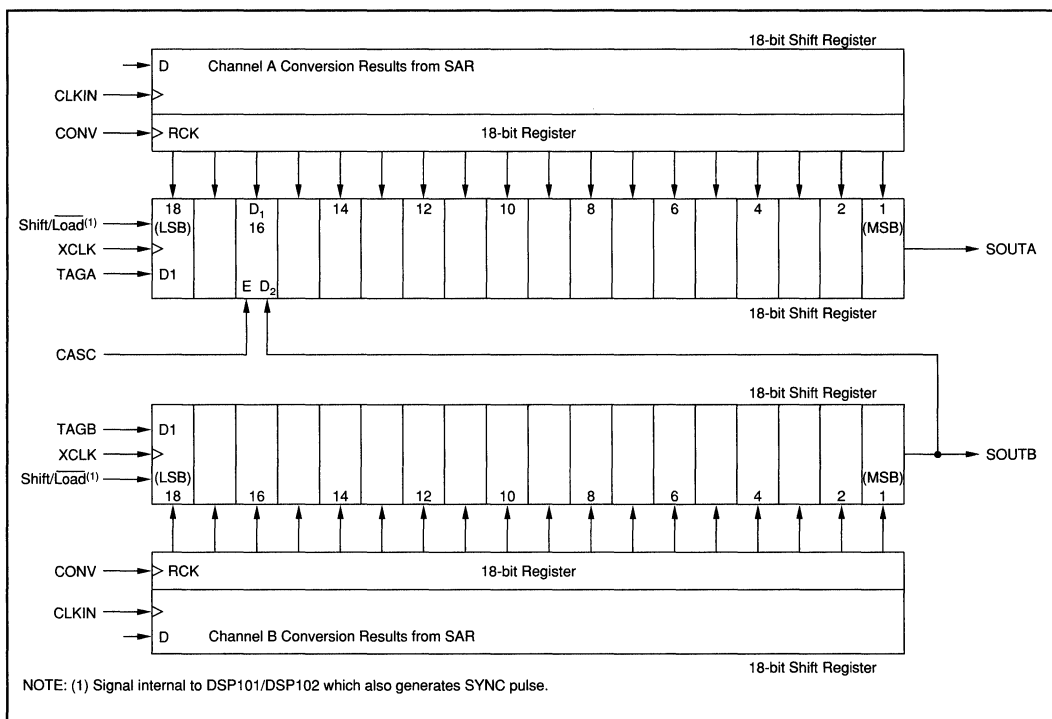 18-bit Shift Register
D Channel A Conversion Results from SAR
CLKIN
CONV RCK 18-bit Register
18 D₁ 14 12 10 8 6 4 2 1
Shift/Load(1) (LSB) 16 (MSB)
XCLK SOUTA
TAGA D1
E D₂
18-bit Shift Register
CASC
18-bit Shift Register
TAGB D1
XCLK SOUTB
Shift/Load(1) (LSB) (MSB)
18 16 14 12 10 8 6 4 2 1
CONV RCK 18-bit Register
CLKIN
D Channel B Conversion Results from SAR
18-bit Shift Register
NOTE: (1) Signal internal to DSP101/DSP102 which also generates SYNC pulse.